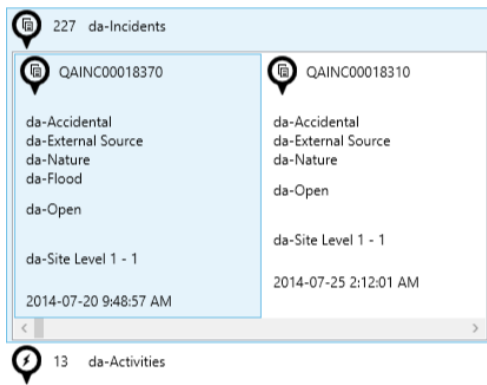 227 da-Incidents
QAINC00018370
da-Accidental
da-External Source
da-Nature
da-Flood
da-Open
da-Site Level 1 - 1
2014-07-20 9:48:57 AM
QAINC00018310
da-Accidental
da-External Source
da-Nature
da-Open
da-Site Level 1 - 1
2014-07-25 2:12:01 AM
13 da-Activities